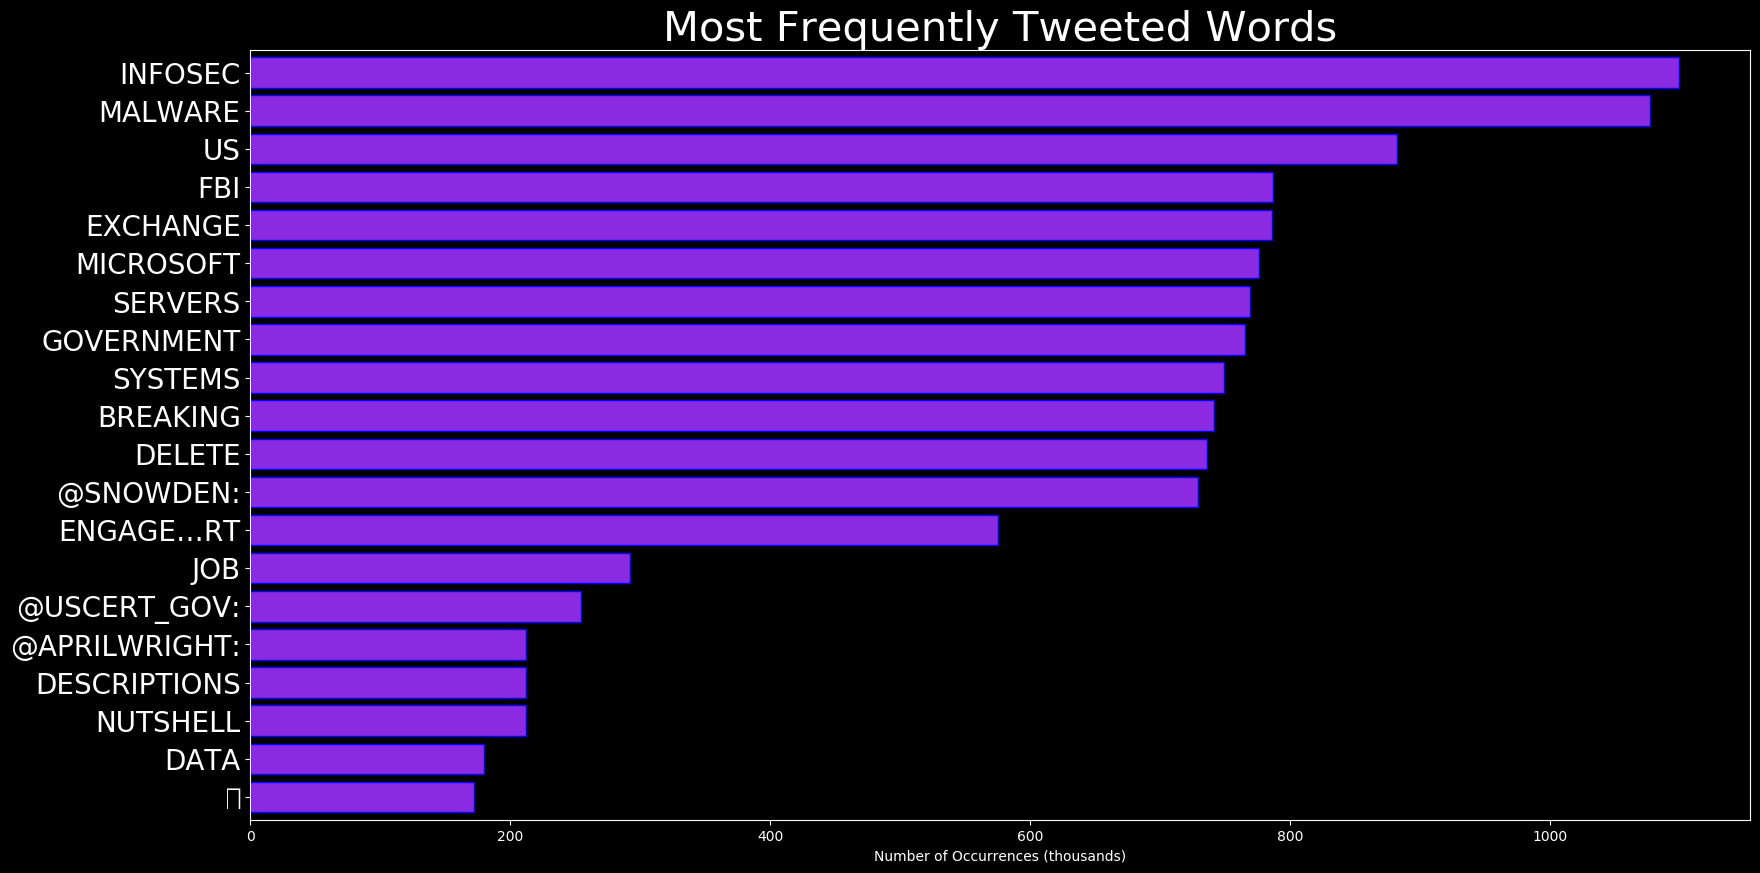 Most Frequently Tweeted Words
INFOSEC
MALWARE
US
FBI
EXCHANGE
MICROSOFT
SERVERS
GOVERNMENT
SYSTEMS
BREAKING
DELETE
@SNOWDEN:
ENGAGE…RT
JOB
@USCERT_GOV:
@APRILWRIGHT:
DESCRIPTIONS
NUTSHELL
DATA
0 200 400 600 800 1000
Number of Occurrences (thousands)